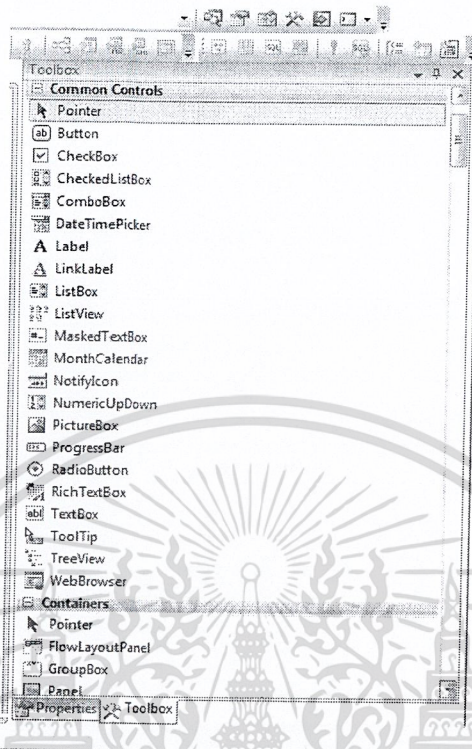 Toolbox
Common Controls
Pointer
Button
CheckBox
CheckedListBox
ComboBox
DateTimePicker
A Label
A LinkLabel
ListBox
ListView
MaskedTextBox
MonthCalendar
NotifyIcon
NumericUpDown
PictureBox
ProgressBar
RadioButton
RichTextBox
TextBox
ToolTip
TreeView
WebBrowser
Containers
Pointer
FlowLayoutPanel
GroupBox
Panel
Properties Toolbox